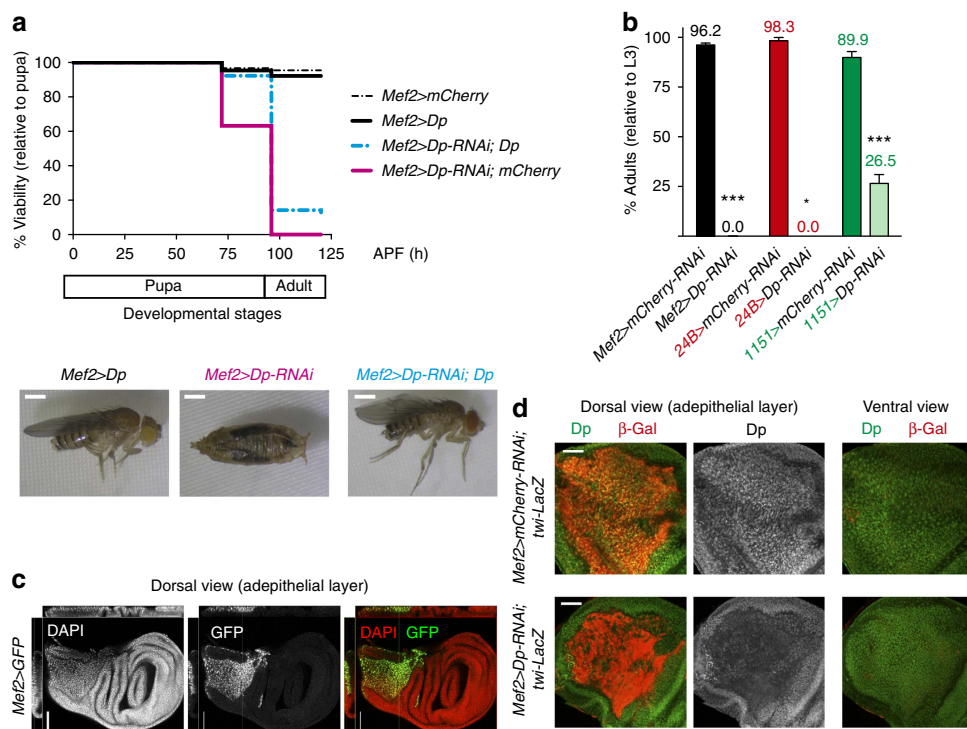 a
% Viability (relative to pupa)
100
80
60
40
20
0
0 25 50 75 100 125 APF (h)
Mef2>mCherry
Mef2>Dp
Mef2>Dp-RNAi; Dp
Mef2>Dp-RNAi; mCherry
Pupa Adult
Developmental stages
Mef2>Dp Mef2>Dp-RNAi Mef2>Dp-RNAi; Dp
b
% Adults (relative to L3)
100
75
50
25
96.2 98.3 89.9
*** * ***
0.0 0.0 26.5
Mef2>mCherry-RNAi
Mef2>Dp-RNAi
24B>mCherry-RNAi
24B>Dp-RNAi
1151>mCherry-RNAi
1151>Dp-RNAi
c
Dorsal view (adepithelial layer)
Mef2>GFP
DAPI GFP DAPI GFP
d
Dorsal view (adepithelial layer) Ventral view
Dp β-Gal Dp Dp β-Gal
Mef2>mCherry-RNAi;
twi-LacZ
Mef2>Dp-RNAi;
twi-LacZ